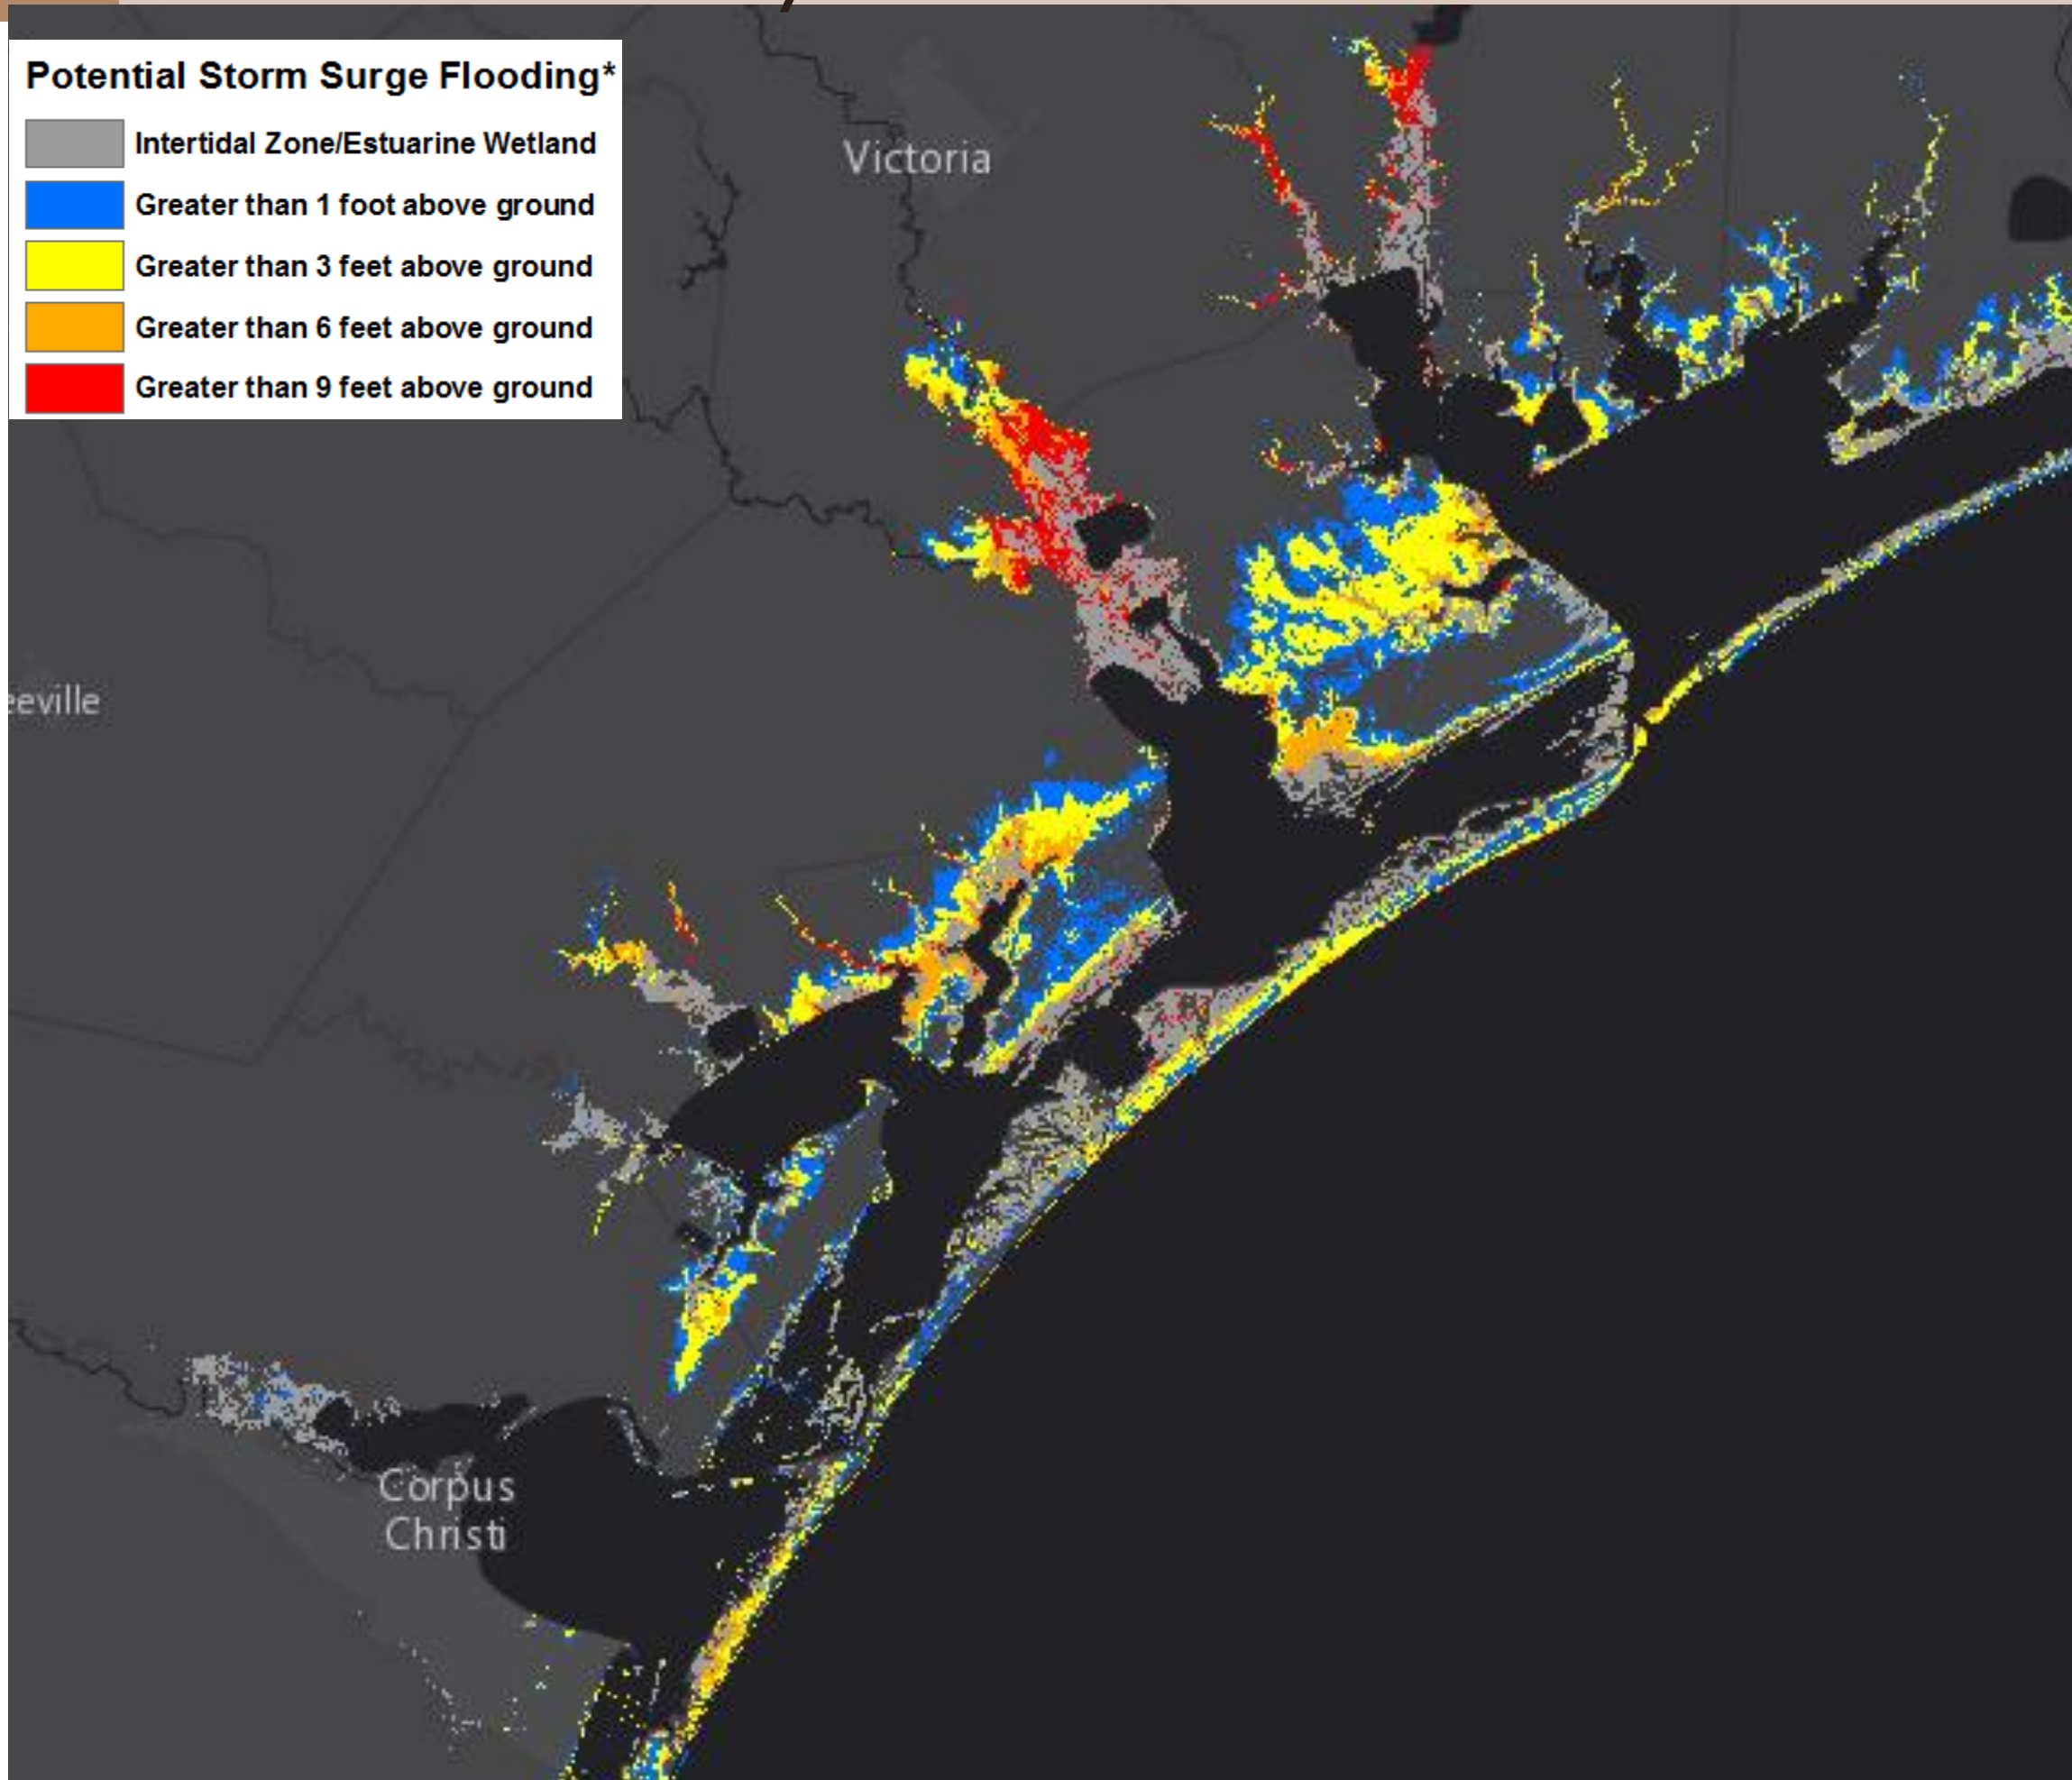 Potential Storm Surge Flooding*
Intertidal Zone/Estuarine Wetland
Greater than 1 foot above ground
Greater than 3 feet above ground
Greater than 6 feet above ground
Greater than 9 feet above ground
Victoria
eeville
Corpus
Christi